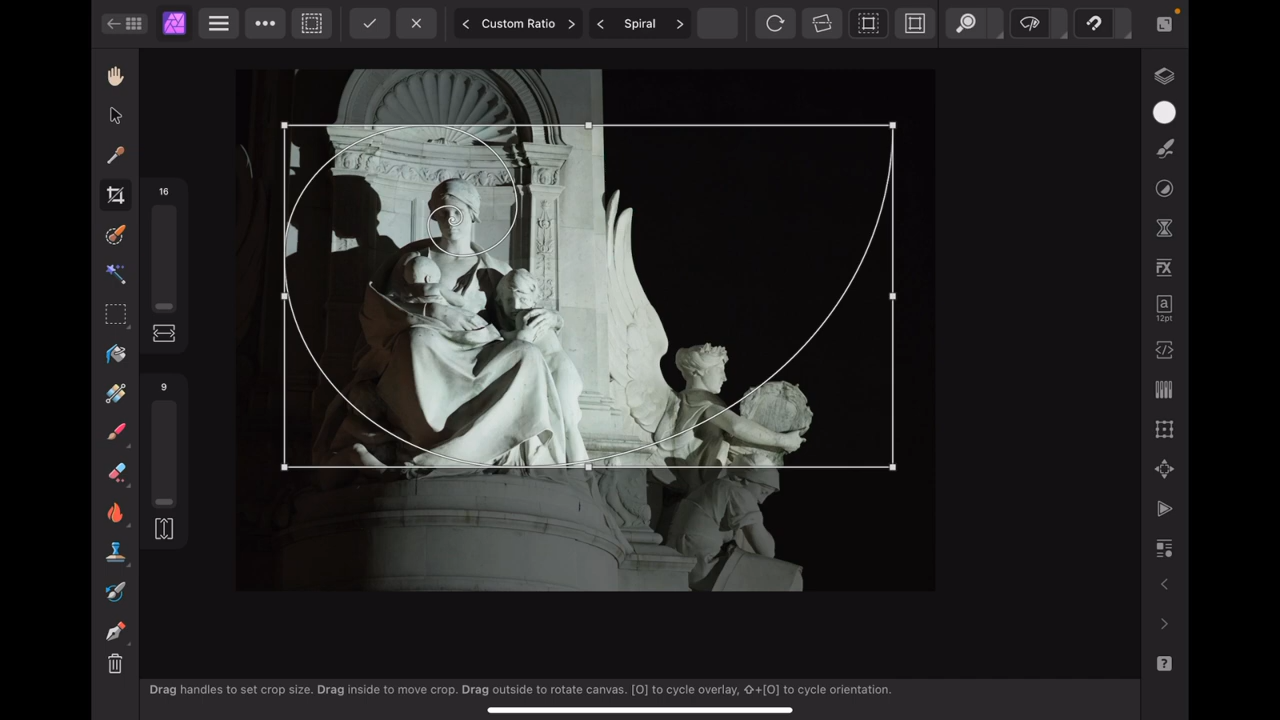 Custom Ratio
Spiral
16
9
FX
a
12pt
?
Drag handles to set crop size. Drag inside to move crop. Drag outside to rotate canvas. [O] to cycle overlay, ⇧+[O] to cycle orientation.